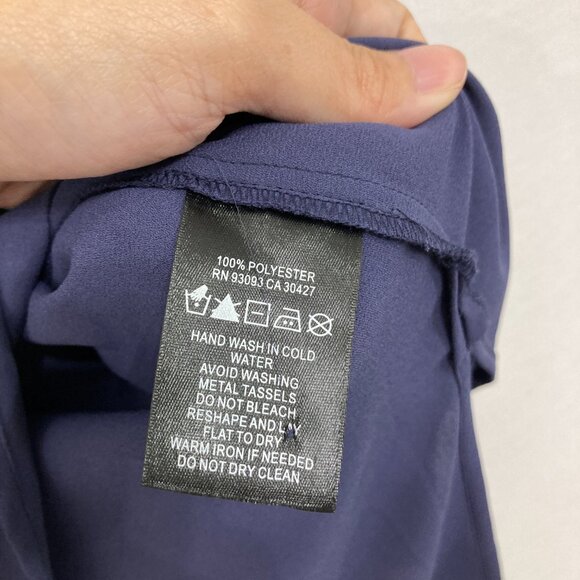 100% POLYESTER
RN 93093 CA 30427
HAND WASH IN COLD
WATER
AVOID WASHING
METAL TASSELS
DO NOT BLEACH
RESHAPE AND LAY
FLAT TO DRY
WARM IRON IF NEEDED
DO NOT DRY CLEAN